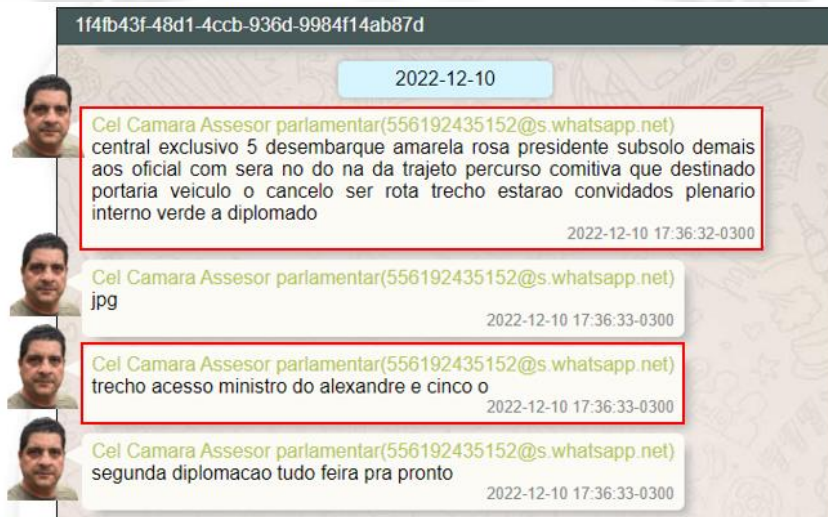 1f4fb43f-48d1-4ccb-936d-9984f14ab87d
2022-12-10
Cel Camara Assesor parlamentar(556192435152@s.whatsapp.net)
central exclusivo 5 desembarque amarela rosa presidente subsolo demais
aos oficial com sera no do na da trajeto percurso comitiva que destinado
portaria veiculo o cancelo ser rota trecho estarao convidados plenario
interno verde a diplomado
2022-12-10 17:36:32-0300
Cel Camara Assesor parlamentar(556192435152@s.whatsapp.net)
jpg
2022-12-10 17:36:33-0300
Cel Camara Assesor parlamentar(556192435152@s.whatsapp.net)
trecho acesso ministro do alexandre e cinco o
2022-12-10 17:36:33-0300
Cel Camara Assesor parlamentar(556192435152@s.whatsapp.net)
segunda diplomacao tudo feira pra pronto
2022-12-10 17:36:33-0300